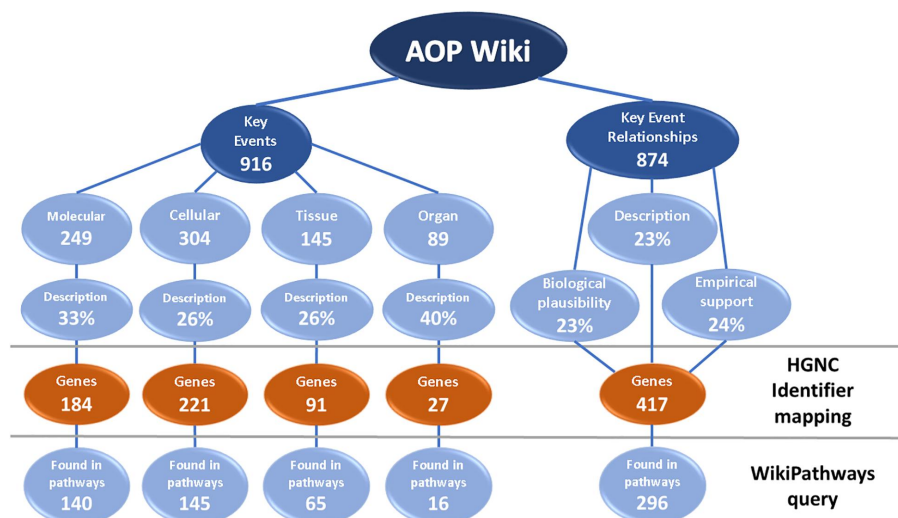 AOP Wiki
Key
Events
916
Key Event
Relationships
874
Molecular
249
Cellular
304
Tissue
145
Organ
89
Description
23%
Description
33%
Description
26%
Description
26%
Description
40%
Biological
plausibility
23%
Empirical
support
24%
Genes
184
Genes
221
Genes
91
Genes
27
Genes
417
HGNC
Identifier
mapping
Found in
pathways
140
Found in
pathways
145
Found in
pathways
65
Found in
pathways
16
Found in
pathways
296
WikiPathways
query